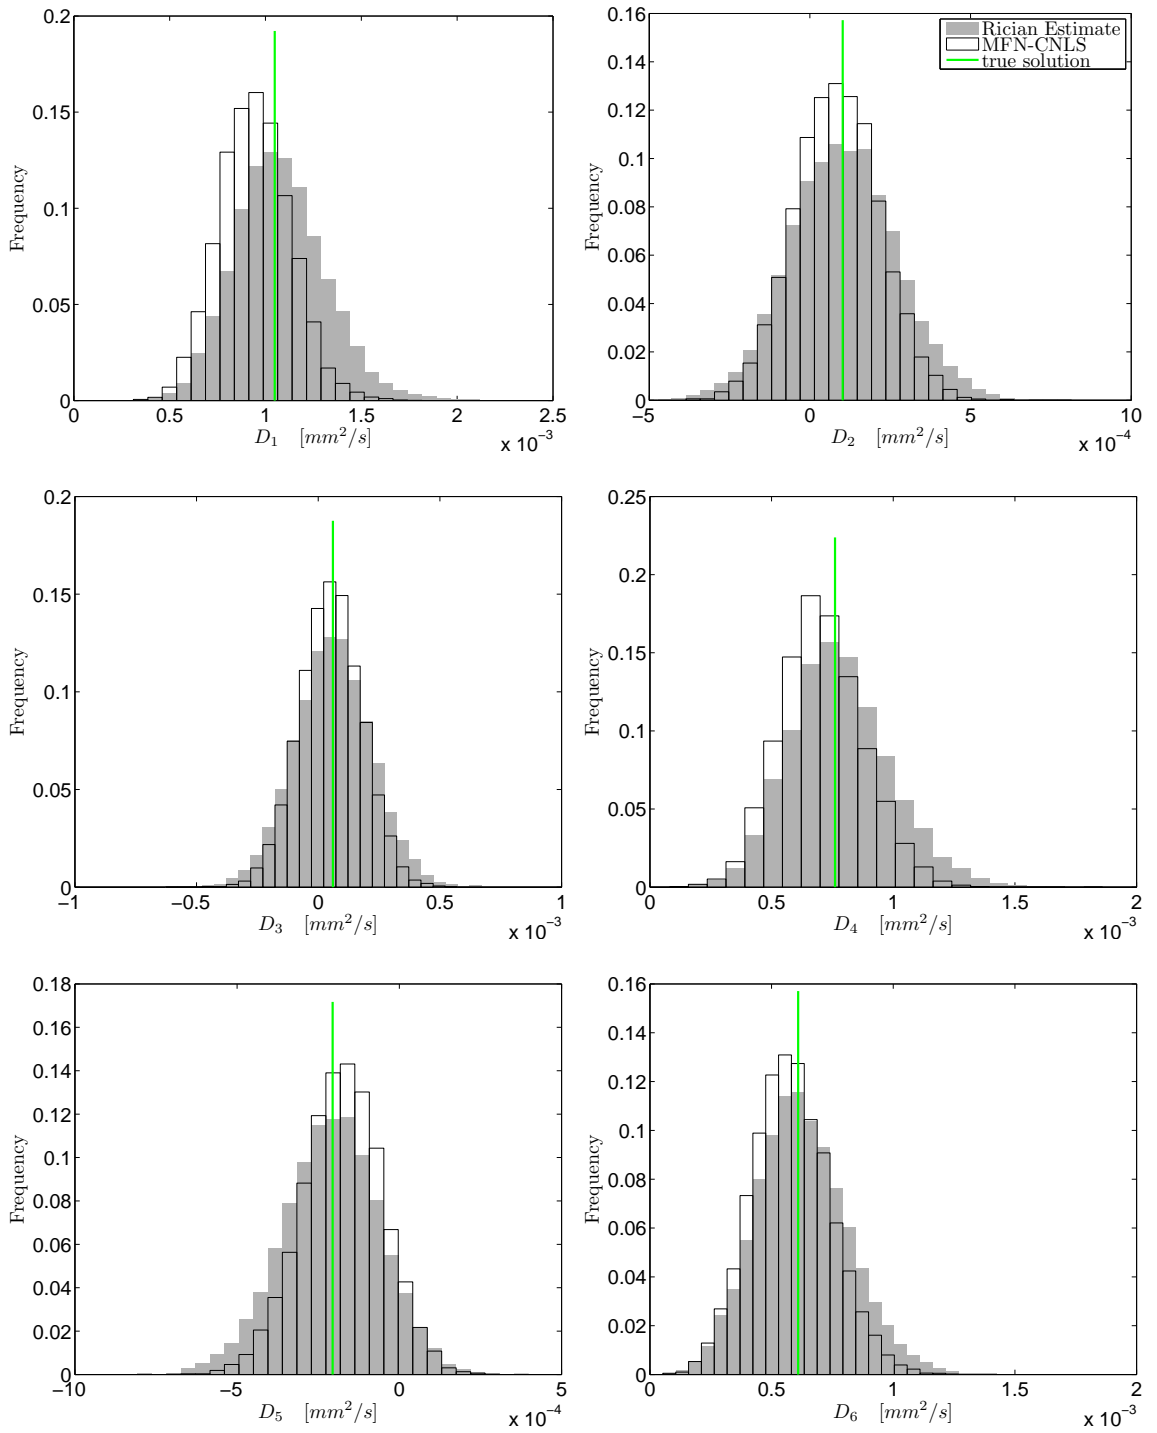 0.2
0.15
0.1
0.05
0
Frequency
0 0.5 1 1.5 2 2.5
D₁ [mm²/s]
x 10⁻³
0.16
0.14
0.12
0.1
0.08
0.06
0.04
0.02
0
Frequency
Rician Estimate
MFN-CNLS
true solution
−5 0 5 10
D₂ [mm²/s]
x 10⁻⁴
0.2
0.15
0.1
0.05
0
Frequency
−1 −0.5 0 0.5 1
D₃ [mm²/s]
x 10⁻³
0.25
0.2
0.15
0.1
0.05
0
Frequency
0 0.5 1 1.5 2
D₄ [mm²/s]
x 10⁻³
0.18
0.16
0.14
0.12
0.1
0.08
0.06
0.04
0.02
0
Frequency
−10 −5 0 5
D₅ [mm²/s]
x 10⁻⁴
0.16
0.14
0.12
0.1
0.08
0.06
0.04
0.02
0
Frequency
0 0.5 1 1.5 2
D₆ [mm²/s]
x 10⁻³